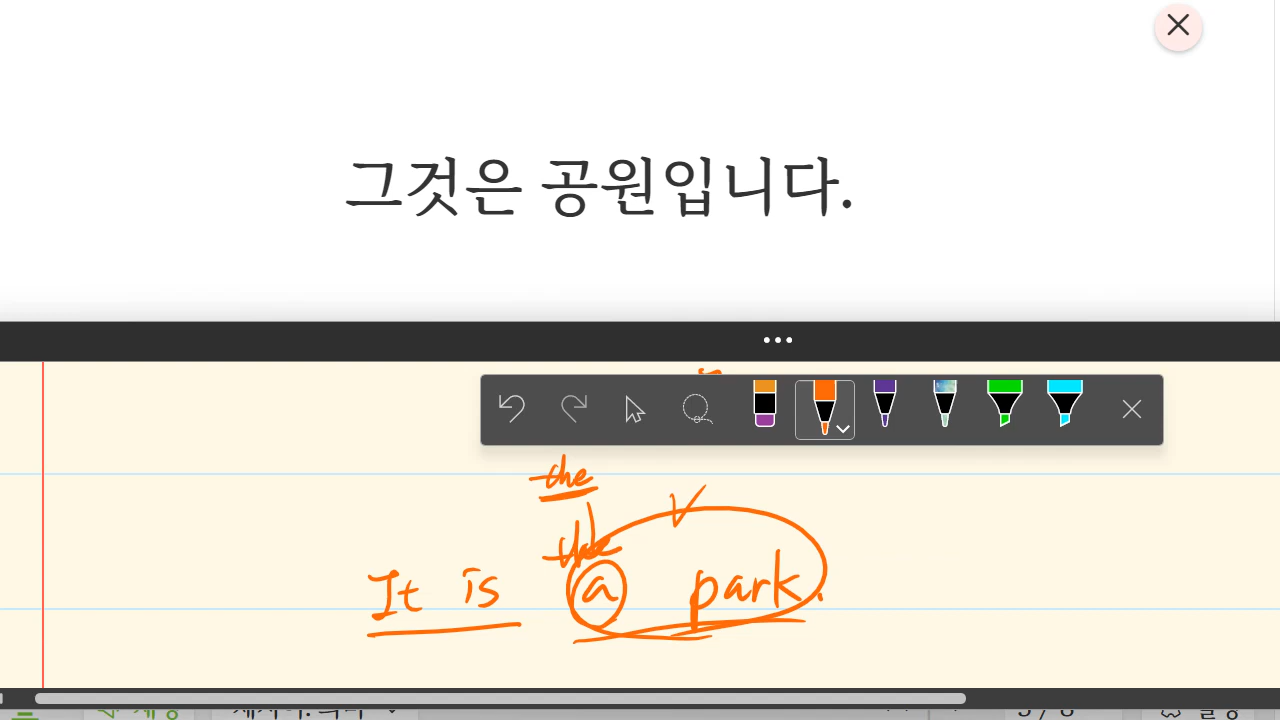 그것은 공원입니다.
the
the
It is a park.